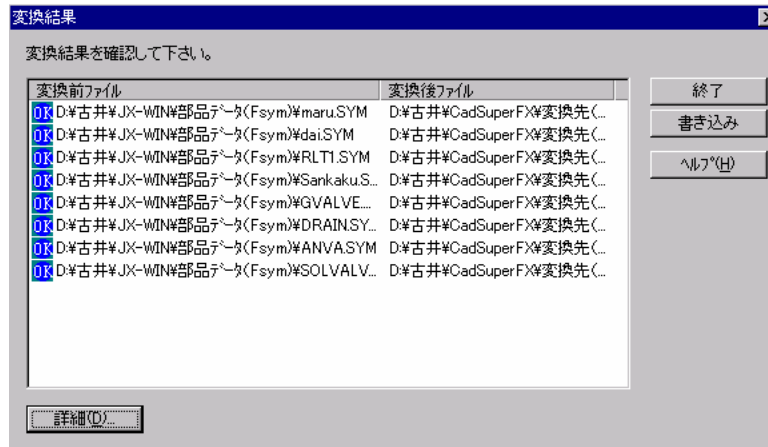 変換結果
変換結果を確認して下さい。
変換前ファイル 変換後ファイル
OK D:¥古井¥JX-WIN¥部品データ(Fsym)¥maru.SYM D:¥古井¥CadSuperFX¥変換先(...
OK D:¥古井¥JX-WIN¥部品データ(Fsym)¥dai.SYM D:¥古井¥CadSuperFX¥変換先(...
OK D:¥古井¥JX-WIN¥部品データ(Fsym)¥RLT1.SYM D:¥古井¥CadSuperFX¥変換先(...
OK D:¥古井¥JX-WIN¥部品データ(Fsym)¥Sankaku.S... D:¥古井¥CadSuperFX¥変換先(...
OK D:¥古井¥JX-WIN¥部品データ(Fsym)¥GVALVE.... D:¥古井¥CadSuperFX¥変換先(...
OK D:¥古井¥JX-WIN¥部品データ(Fsym)¥DRAIN.SY... D:¥古井¥CadSuperFX¥変換先(...
OK D:¥古井¥JX-WIN¥部品データ(Fsym)¥ANVA.SYM D:¥古井¥CadSuperFX¥変換先(...
OK D:¥古井¥JX-WIN¥部品データ(Fsym)¥SOLVALV... D:¥古井¥CadSuperFX¥変換先(...
終了
書き込み
ヘルプ(H)
詳細(D)...